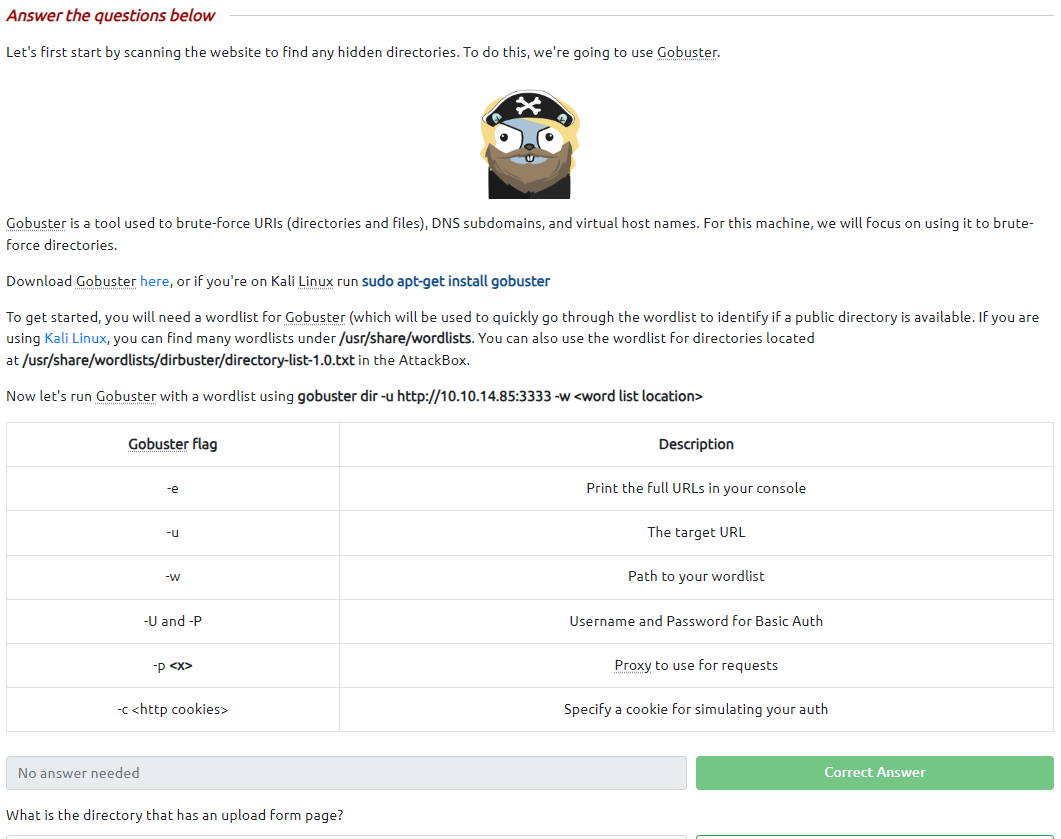 Answer the questions below
Let's first start by scanning the website to find any hidden directories. To do this, we're going to use Gobuster.
Gobuster is a tool used to brute-force URIs (directories and files), DNS subdomains, and virtual host names. For this machine, we will focus on using it to brute-
force directories.
Download Gobuster here, or if you're on Kali Linux run sudo apt-get install gobuster
To get started, you will need a wordlist for Gobuster (which will be used to quickly go through the wordlist to identify if a public directory is available. If you are
using Kali Linux, you can find many wordlists under /usr/share/wordlists. You can also use the wordlist for directories located
at /usr/share/wordlists/dirbuster/directory-list-1.0.txt in the AttackBox.
Now let's run Gobuster with a wordlist using gobuster dir -u http://10.10.14.85:3333 -w <word list location>
Gobuster flag Description
-e Print the full URLs in your console
-u The target URL
-w Path to your wordlist
-U and -P Username and Password for Basic Auth
-p <x> Proxy to use for requests
-c <http cookies> Specify a cookie for simulating your auth
No answer needed Correct Answer
What is the directory that has an upload form page?